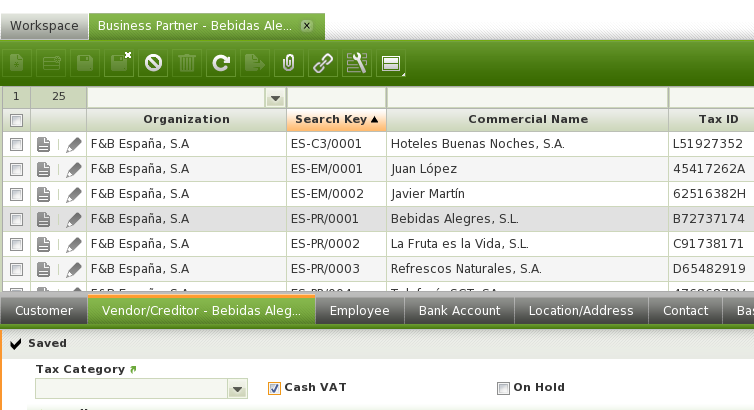 Workspace
Business Partner - Bebidas Ale... x
1 25
Organization Search Key Commercial Name Tax ID
F&B España, S.A ES-C3/0001 Hoteles Buenas Noches, S.A. L51927352
F&B España, S.A ES-EM/0001 Juan López 45417262A
F&B España, S.A ES-EM/0002 Javier Martín 62516382H
F&B España, S.A ES-PR/0001 Bebidas Alegres, S.L. B72737174
F&B España, S.A ES-PR/0002 La Fruta es la Vida, S.L. C91738171
F&B España, S.A ES-PR/0003 Refrescos Naturales, S.A. D65482919
Customer Vendor/Creditor - Bebidas Aleg... Employee Bank Account Location/Address Contact Bas
Saved
Tax Category
Cash VAT On Hold